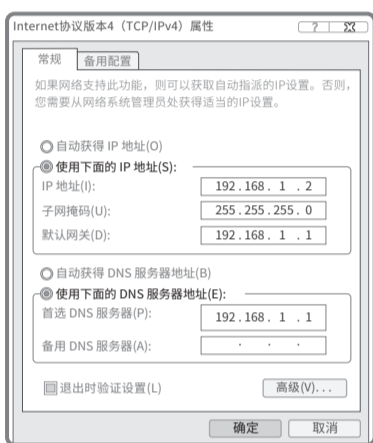 Internet协议版本4（TCP/IPv4）属性
常规 备用配置
如果网络支持此功能，则可以获取自动指派的IP设置。否则，
您需要从网络系统管理员处获得适当的IP设置。
自动获得 IP 地址(O)
使用下面的 IP 地址(S):
IP 地址(I): 192 . 168 . 1 . 2
子网掩码(U): 255 . 255 . 255 . 0
默认网关(D): 192 . 168 . 1 . 1
自动获得 DNS 服务器地址(B)
使用下面的 DNS 服务器地址(E):
首选 DNS 服务器(P): 192 . 168 . 1 . 1
备用 DNS 服务器(A): . . .
退出时验证设置(L) 高级(V)...
确定 取消